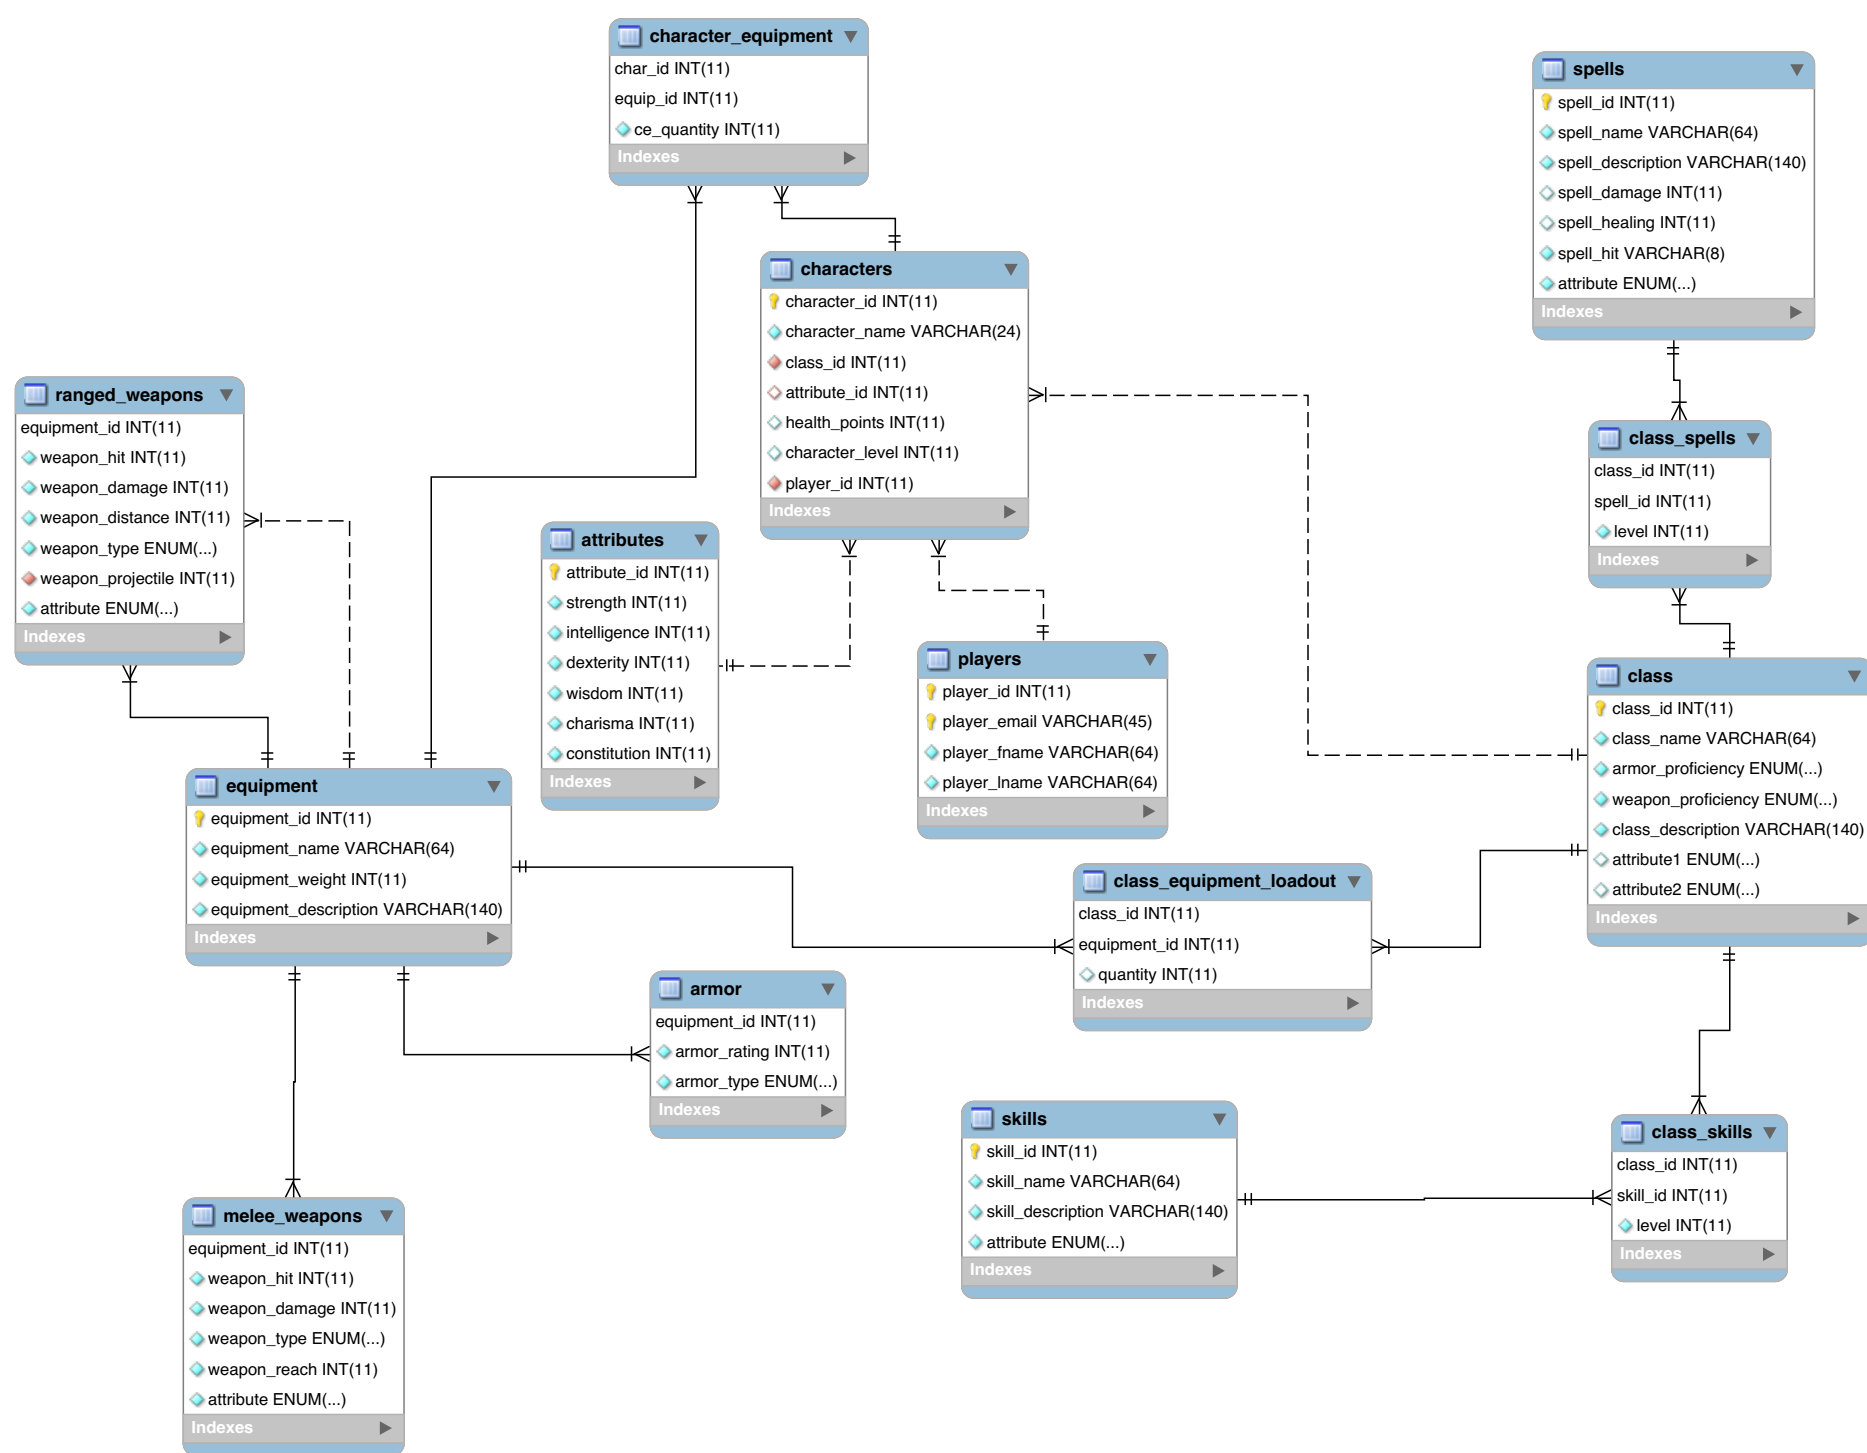 character_equipment
char_id INT(11)
equip_id INT(11)
ce_quantity INT(11)
Indexes
spells
spell_id INT(11)
spell_name VARCHAR(64)
spell_description VARCHAR(140)
spell_damage INT(11)
spell_healing INT(11)
spell_hit VARCHAR(8)
attribute ENUM(...)
Indexes
characters
character_id INT(11)
character_name VARCHAR(24)
class_id INT(11)
attribute_id INT(11)
health_points INT(11)
character_level INT(11)
player_id INT(11)
Indexes
ranged_weapons
equipment_id INT(11)
weapon_hit INT(11)
weapon_damage INT(11)
weapon_distance INT(11)
weapon_type ENUM(...)
weapon_projectile INT(11)
attribute ENUM(...)
Indexes
class_spells
class_id INT(11)
spell_id INT(11)
level INT(11)
Indexes
attributes
attribute_id INT(11)
strength INT(11)
intelligence INT(11)
dexterity INT(11)
wisdom INT(11)
charisma INT(11)
constitution INT(11)
Indexes
players
player_id INT(11)
player_email VARCHAR(45)
player_fname VARCHAR(64)
player_lname VARCHAR(64)
Indexes
class
class_id INT(11)
class_name VARCHAR(64)
armor_proficiency ENUM(...)
weapon_proficiency ENUM(...)
class_description VARCHAR(140)
attribute1 ENUM(...)
attribute2 ENUM(...)
Indexes
equipment
equipment_id INT(11)
equipment_name VARCHAR(64)
equipment_weight INT(11)
equipment_description VARCHAR(140)
Indexes
class_equipment_loadout
class_id INT(11)
equipment_id INT(11)
quantity INT(11)
Indexes
armor
equipment_id INT(11)
armor_rating INT(11)
armor_type ENUM(...)
Indexes
skills
skill_id INT(11)
skill_name VARCHAR(64)
skill_description VARCHAR(140)
attribute ENUM(...)
Indexes
class_skills
class_id INT(11)
skill_id INT(11)
level INT(11)
Indexes
melee_weapons
equipment_id INT(11)
weapon_hit INT(11)
weapon_damage INT(11)
weapon_type ENUM(...)
weapon_reach INT(11)
attribute ENUM(...)
Indexes